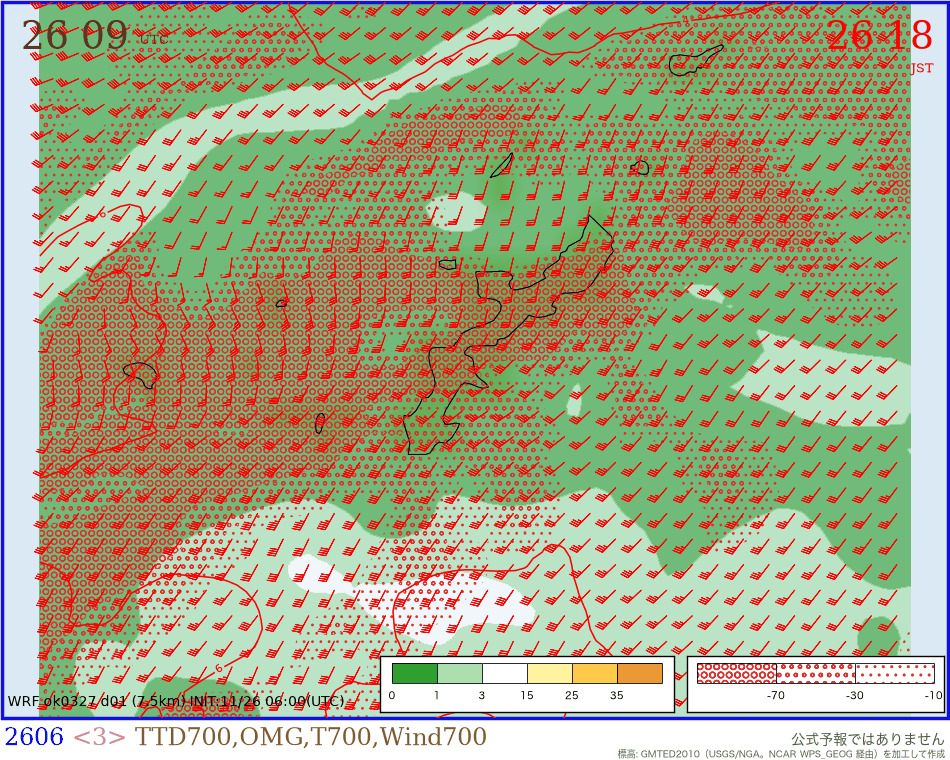 26 09 UTC
26 18
JST
6
6
0 1 3 15 25 35
-70 -30 -10
WRF:ok0327 d01 (7.5km) INIT:11/26 06:00(UTC)
2606 <3> TTD700,OMG,T700,Wind700
公式予報ではありません
標高: GMTED2010（USGS/NGA。NCAR WPS_GEOG 経由）を加工して作成